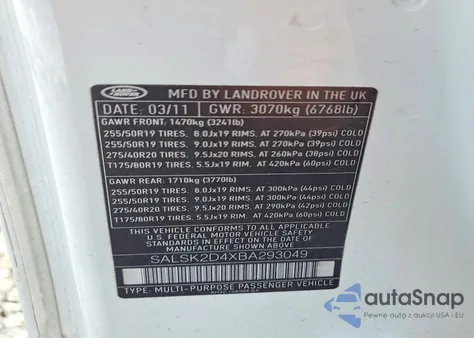 LAND ROVER
MFD BY LANDROVER IN THE UK
DATE: 03/11 GWR: 3070kg (6768lb)
GAWR FRONT: 1470kg (3241lb)
255/50R19 TIRES. 8.0Jx19 RIMS. AT 270kPa (39psi) COLD
255/50R19 TIRES. 9.0Jx19 RIMS. AT 270kPa (39psi) COLD
275/40R20 TIRES. 9.5Jx20 RIMS. AT 260kPa (38psi) COLD
T175/80R19 TIRES. 5.5Jx19 RIM. AT 420kPa (60psi) COLD
GAWR REAR: 1710kg (3770lb)
255/50R19 TIRES. 8.0Jx19 RIMS. AT 300kPa (44psi) COLD
255/50R19 TIRES. 9.0Jx19 RIMS. AT 300kPa (44psi) COLD
275/40R20 TIRES. 9.5Jx20 RIMS. AT 290kPa (42psi) COLD
T175/80R19 TIRES. 5.5Jx19 RIM. AT 420kPa (60psi) COLD
THIS VEHICLE CONFORMS TO ALL APPLICABLE
U.S. FEDERAL MOTOR VEHICLE SAFETY
STANDARDS IN EFFECT ON THE DATE OF
MANUFACTURE SHOWN ABOVE
SALSK2D4XBA293049
TYPE: MULTI-PURPOSE PASSENGER VEHICLE
autaSnap
Pewne auta z USA i EU